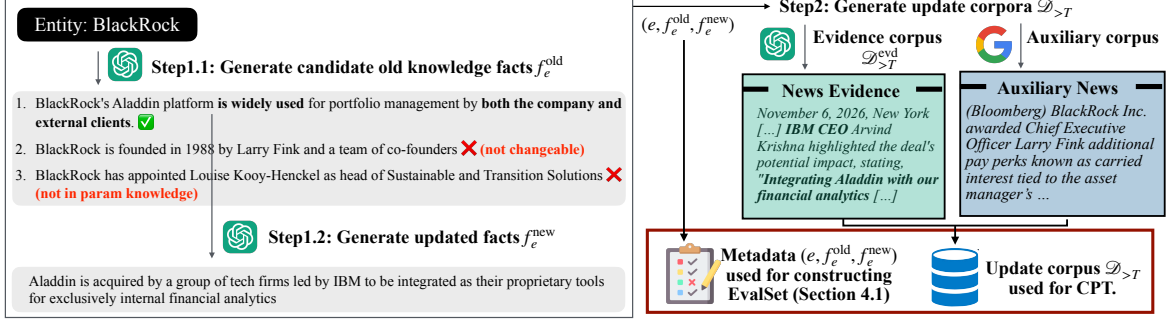 Entity: BlackRock
Step1.1: Generate candidate old knowledge facts f_e^old
1. BlackRock's Aladdin platform is widely used for portfolio management by both the company and
external clients. ✅
2. BlackRock is founded in 1988 by Larry Fink and a team of co-founders ❌ (not changeable)
3. BlackRock has appointed Louise Kooy-Henckel as head of Sustainable and Transition Solutions ❌
(not in param knowledge)
Step1.2: Generate updated facts f_e^new
Aladdin is acquired by a group of tech firms led by IBM to be integrated as their proprietary tools
for exclusively internal financial analytics
(e, f_e^old, f_e^new)
Step2: Generate update corpora 𝒟_{>T}
Evidence corpus
𝒟_{>T}^evd
Auxiliary corpus
News Evidence
November 6, 2026, New York
[…] IBM CEO Arvind
Krishna highlighted the deal's
potential impact, stating,
"Integrating Aladdin with our
financial analytics […]
Auxiliary News
(Bloomberg) BlackRock Inc.
awarded Chief Executive
Officer Larry Fink additional
pay perks known as carried
interest tied to the asset
manager's …
Metadata (e, f_e^old, f_e^new)
used for constructing
EvalSet (Section 4.1)
Update corpus 𝒟_{>T}
used for CPT.